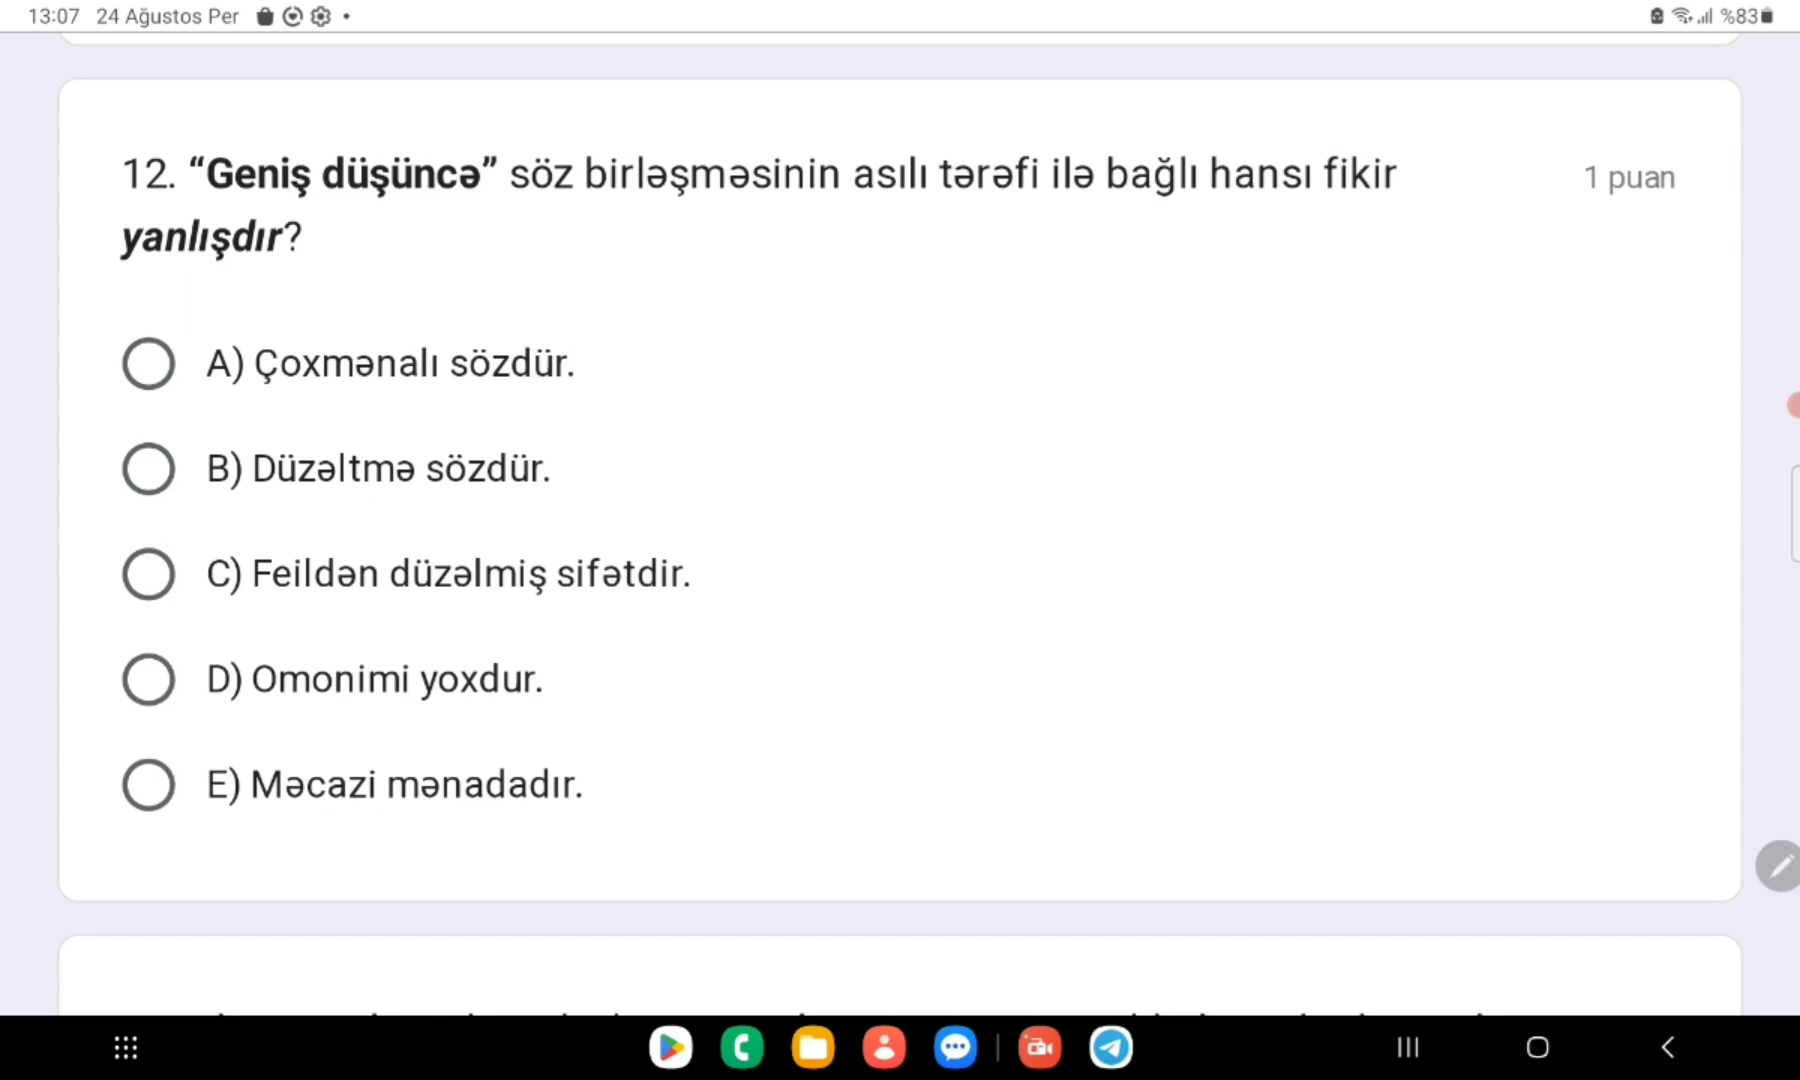 13:07 24 Ağustos Per %83
12. “Geniş düşüncə” söz birləşməsinin asılı tərəfi ilə bağlı hansı fikir
yanlışdır?
1 puan
A) Çoxmənalı sözdür.
B) Düzəltmə sözdür.
C) Feildən düzəlmiş sifətdir.
D) Omonimi yoxdur.
E) Məcazi mənadadır.